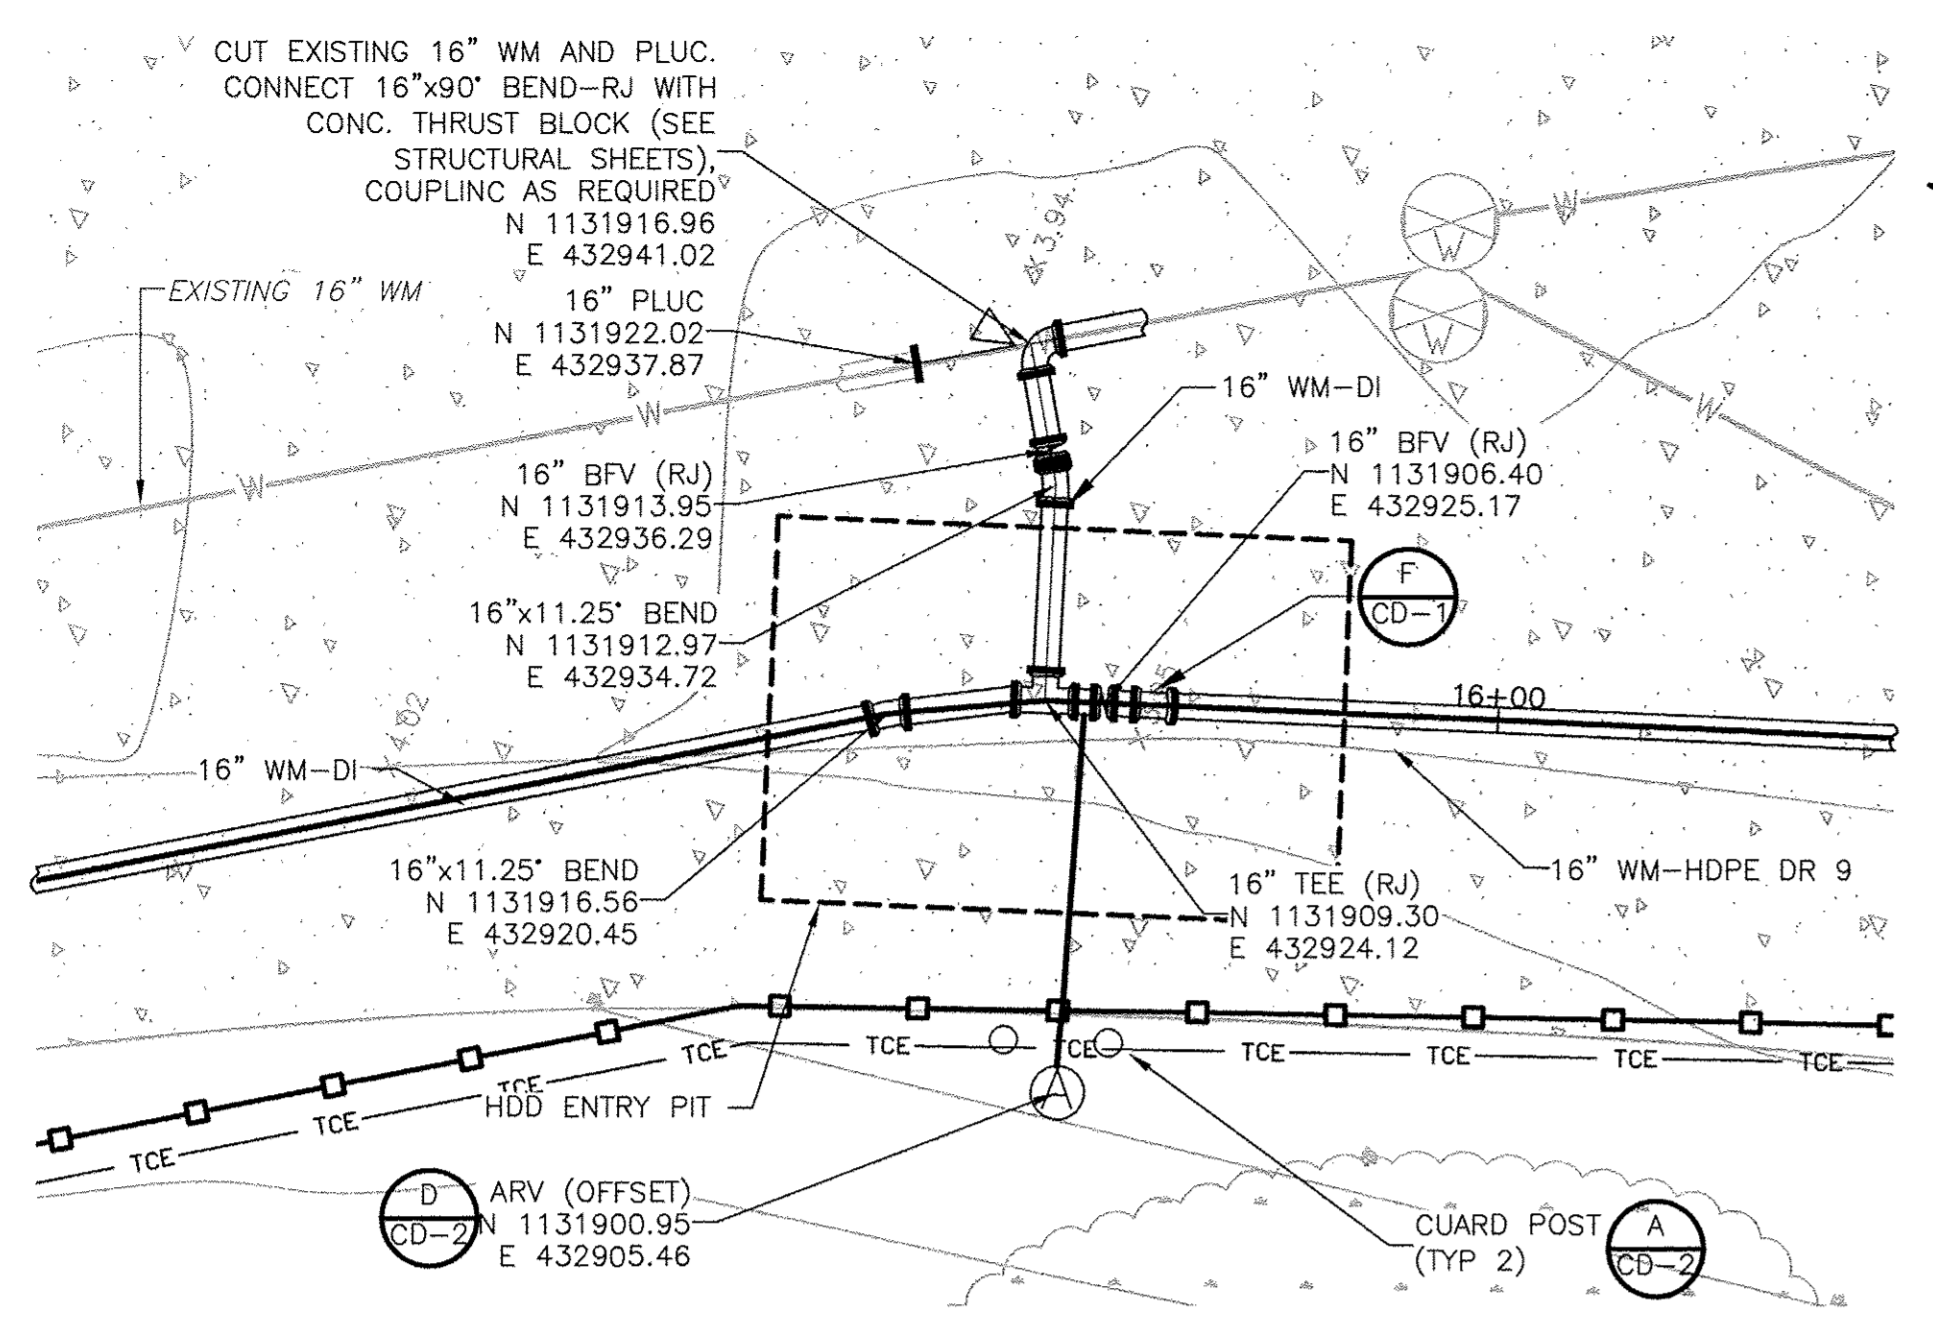 CUT EXISTING 16" WM AND PLUC.
CONNECT 16"x90° BEND-RJ WITH
CONC. THRUST BLOCK (SEE
STRUCTURAL SHEETS),
COUPLINC AS REQUIRED
N 1131916.96
E 432941.02
EXISTING 16" WM
16" PLUC
N 1131922.02
E 432937.87
3.94
W
W
W
W
W
W
16" WM-DI
16" BFV (RJ)
N 1131913.95
E 432936.29
16" BFV (RJ)
N 1131906.40
E 432925.17
16"x11.25° BEND
N 1131912.97
E 432934.72
F
CD-1
4.02
16+00
16" WM-DI
16"x11.25° BEND
N 1131916.56
E 432920.45
16" TEE (RJ)
N 1131909.30
E 432924.12
16" WM-HDPE DR 9
TCE
TCE
TCE
TCE
TCE
TCE
TCE
TCE
TCE
TCE
HDD ENTRY PIT
A
D
CD-2
ARV (OFFSET)
N 1131900.95
E 432905.46
CUARD POST
(TYP 2)
A
CD-2